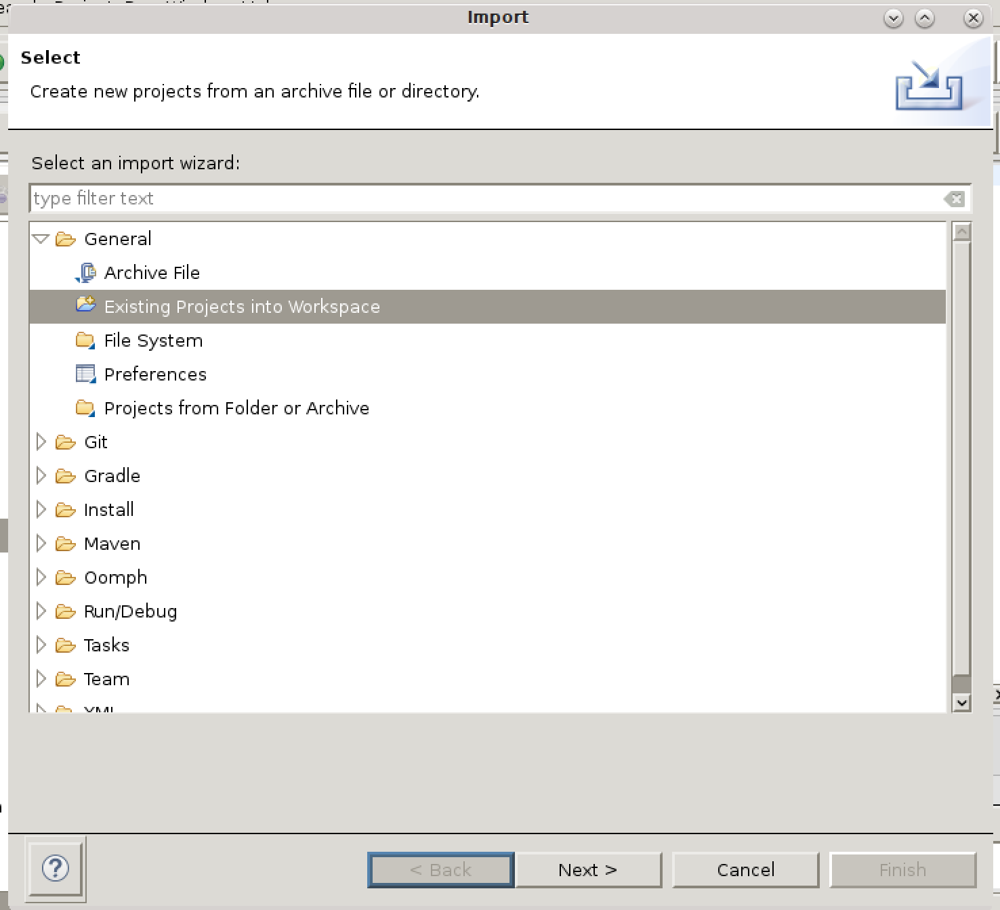 Import
Select
Create new projects from an archive file or directory.
Select an import wizard:
type filter text
General
Archive File
Existing Projects into Workspace
File System
Preferences
Projects from Folder or Archive
Git
Gradle
Install
Maven
Oomph
Run/Debug
Tasks
Team
XML
?
< Back
Next >
Cancel
Finish